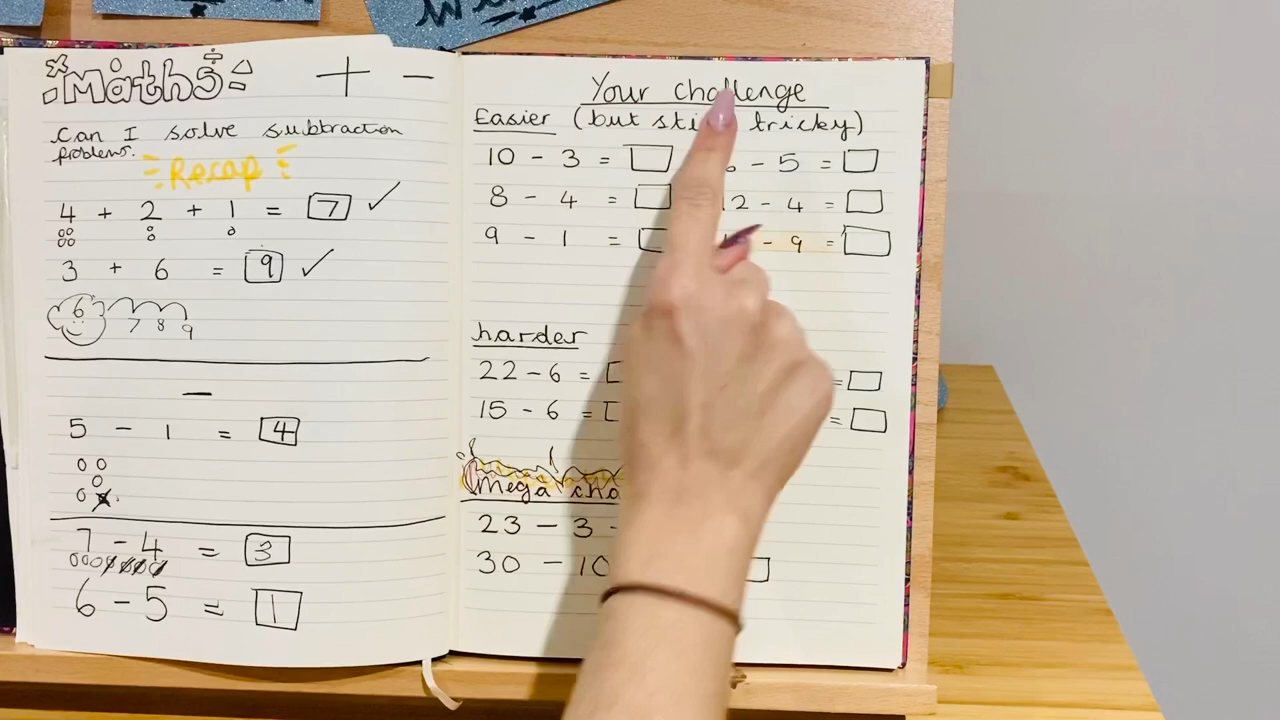 Maths + -
Can I solve subtraction
problems.
Recap
4 + 2 + 1 = 7 ✓
3 + 6 = 9 ✓
6 7 8 9
-
5 - 1 = 4
7 - 4 = 3
6 - 5 = 1
Your challenge
Easier (but tricky)
10 - 3 = - 5 =
8 - 4 = 12 - 4 =
9 - 1 = - 9 =
harder
22 - 6 = =
15 - 6 = =
Mega
23 - 3 -
30 - 10